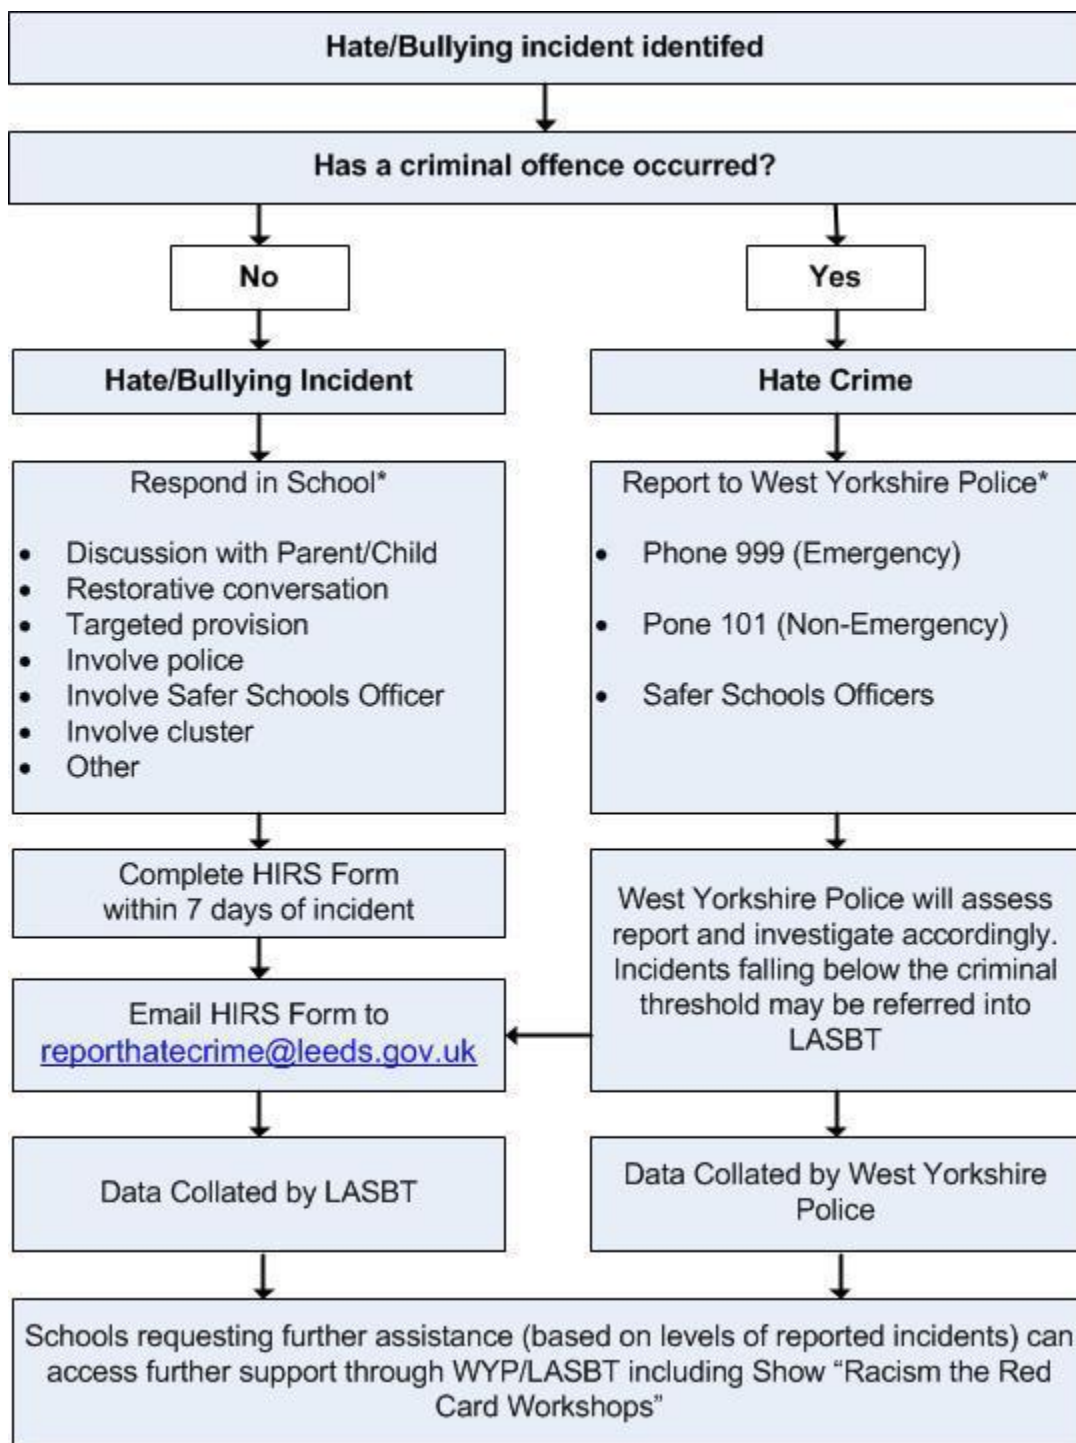 Hate/Bullying incident identifed
Has a criminal offence occurred?
No
Yes
Hate/Bullying Incident
Hate Crime
Respond in School*
• Discussion with Parent/Child
• Restorative conversation
• Targeted provision
• Involve police
• Involve Safer Schools Officer
• Involve cluster
• Other
Report to West Yorkshire Police*
• Phone 999 (Emergency)
• Pone 101 (Non-Emergency)
• Safer Schools Officers
Complete HIRS Form
within 7 days of incident
West Yorkshire Police will assess
report and investigate accordingly.
Incidents falling below the criminal
threshold may be referred into
LASBT
Email HIRS Form to
reporthatecrime@leeds.gov.uk
Data Collated by LASBT
Data Collated by West Yorkshire
Police
Schools requesting further assistance (based on levels of reported incidents) can
access further support through WYP/LASBT including Show “Racism the Red
Card Workshops”